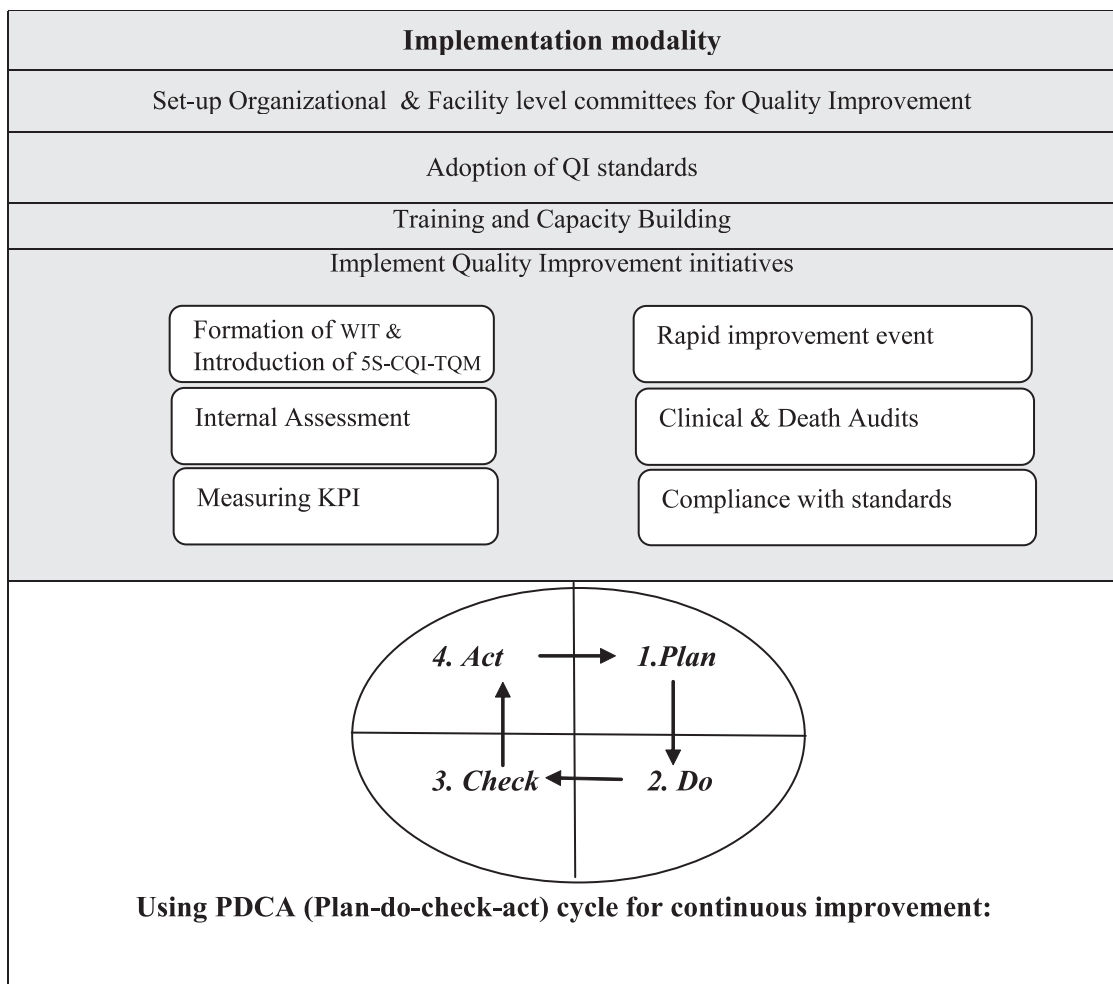 Implementation modality
Set-up Organizational & Facility level committees for Quality Improvement
Adoption of QI standards
Training and Capacity Building
Implement Quality Improvement initiatives
Formation of WIT &
Introduction of 5S-CQI-TQM
Rapid improvement event
Internal Assessment
Clinical & Death Audits
Measuring KPI
Compliance with standards
4. Act
1.Plan
3. Check
2. Do
Using PDCA (Plan-do-check-act) cycle for continuous improvement: